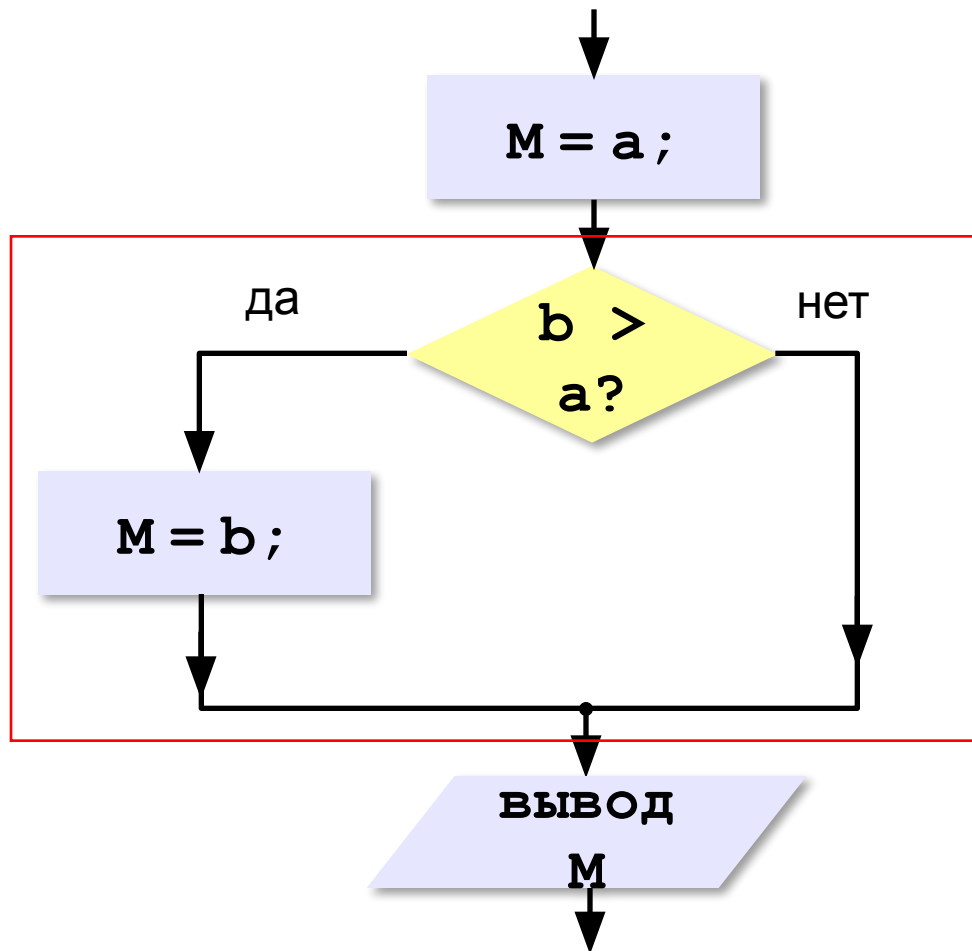 M = a;
да
нет
b >
a?
M = b;
вывод
M